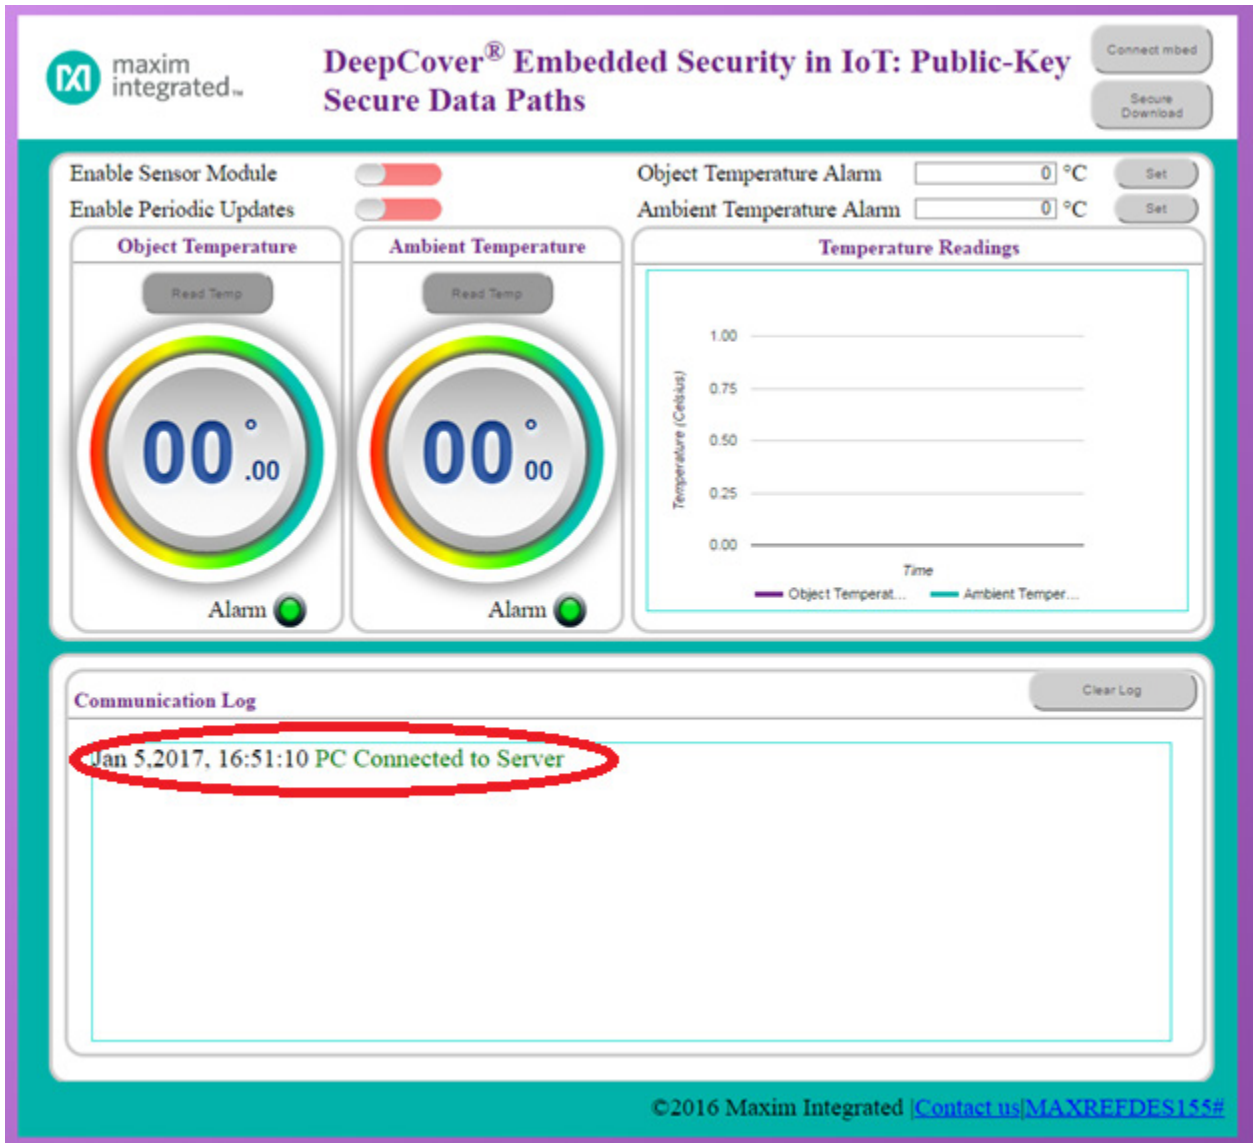 maxim
integrated™
DeepCover® Embedded Security in IoT: Public-Key
Secure Data Paths
Connect mbed
Secure
Download
Enable Sensor Module
Enable Periodic Updates
Object Temperature Alarm 0 °C Set
Ambient Temperature Alarm 0 °C Set
Object Temperature
Read Temp
00°.00
Alarm
Ambient Temperature
Read Temp
00°00
Alarm
Temperature Readings
Temperature (Celsius)
1.00
0.75
0.50
0.25
0.00
Time
Object Temperat...
Ambient Temper...
Communication Log
Clear Log
Jan 5,2017, 16:51:10 PC Connected to Server
©2016 Maxim Integrated |Contact us|MAXREFDES155#